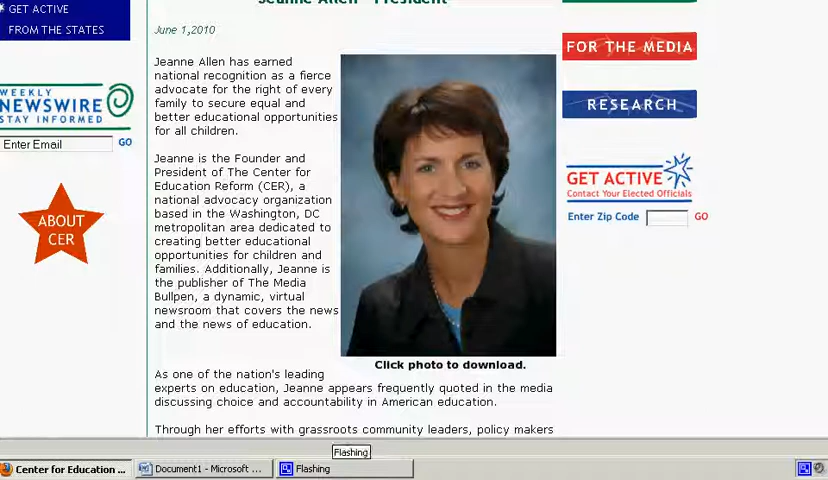 GET ACTIVE
FROM THE STATES
WEEKLY
NEWSWIRE
STAY INFORMED
Enter Email
GO
ABOUT
CER
Jeanne Allen - President
June 1,2010
Jeanne Allen has earned
national recognition as a fierce
advocate for the right of every
family to secure equal and
better educational opportunities
for all children.
Jeanne is the Founder and
President of The Center for
Education Reform (CER), a
national advocacy organization
based in the Washington, DC
metropolitan area dedicated to
creating better educational
opportunities for children and
families. Additionally, Jeanne is
the publisher of The Media
Bullpen, a dynamic, virtual
newsroom that covers the news
and the news of education.
Click photo to download.
As one of the nation's leading
experts on education, Jeanne appears frequently quoted in the media
discussing choice and accountability in American education.
Through her efforts with grassroots community leaders, policy makers
FOR THE MEDIA
RESEARCH
GET ACTIVE
Contact Your Elected Officials
Enter Zip Code
GO
Flashing
Center for Education ...
Document1 - Microsoft ...
Flashing